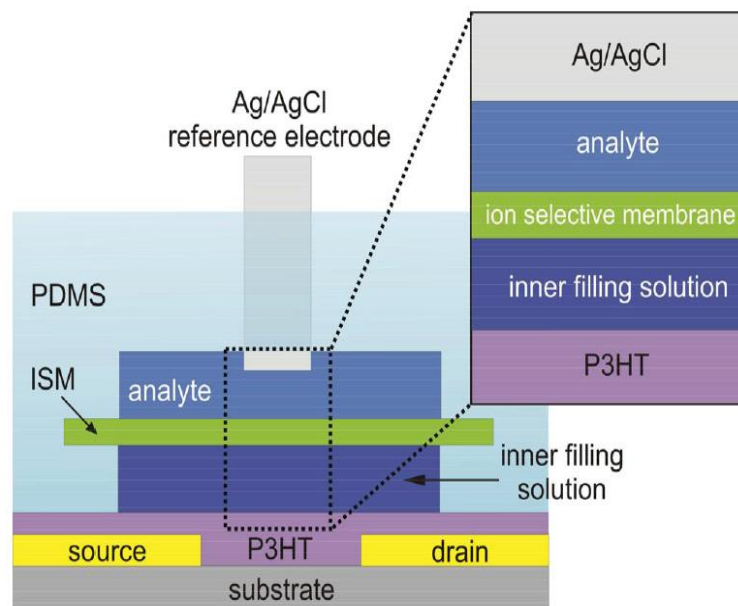 Ag/AgCl
reference electrode
PDMS
ISM
analyte
inner filling
solution
source
P3HT
drain
substrate
Ag/AgCl
analyte
ion selective membrane
inner filling solution
P3HT